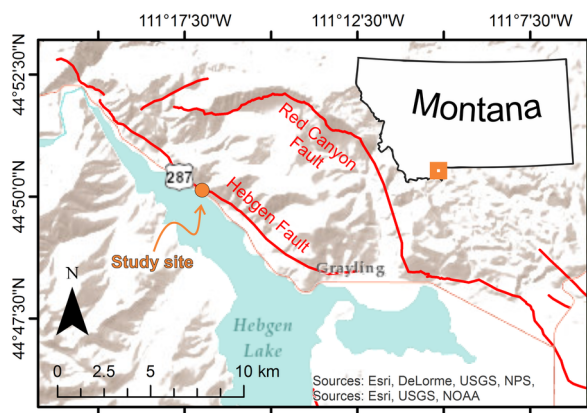 111°17'30"W
111°12'30"W
111°7'30"W
44°52'30"N
44°50'0"N
44°47'30"N
Montana
Red Canyon
Fault
287
Hebgen Fault
Study site
Grayling
N
Hebgen
Lake
0 2.5 5 10 km
Sources: Esri, DeLorme, USGS, NPS,
Sources: Esri, USGS, NOAA